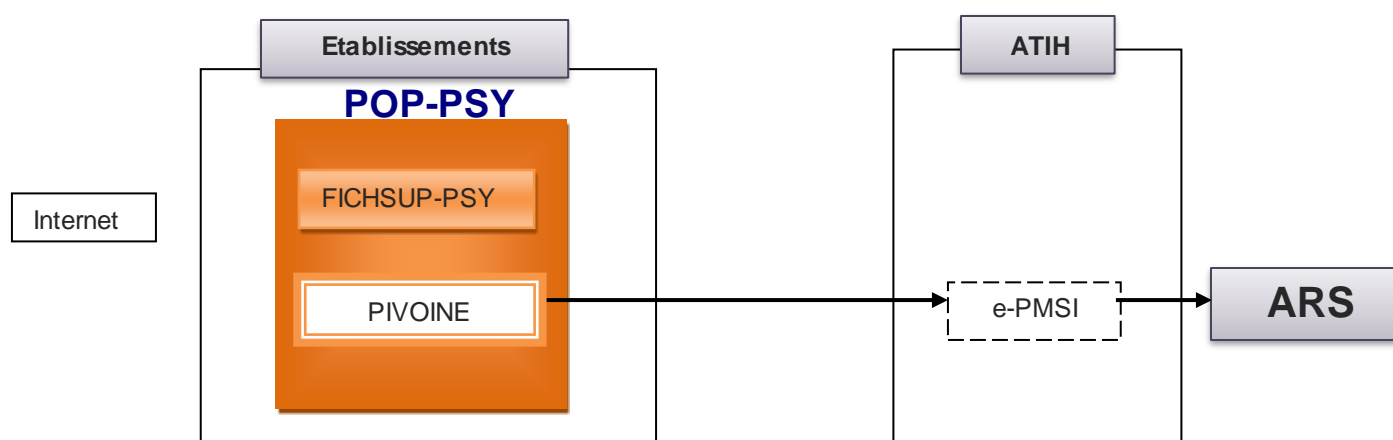 Etablissements
ATIH
POP-PSY
FICHSUP-PSY
Internet
PIVOINE
e-PMSI
ARS